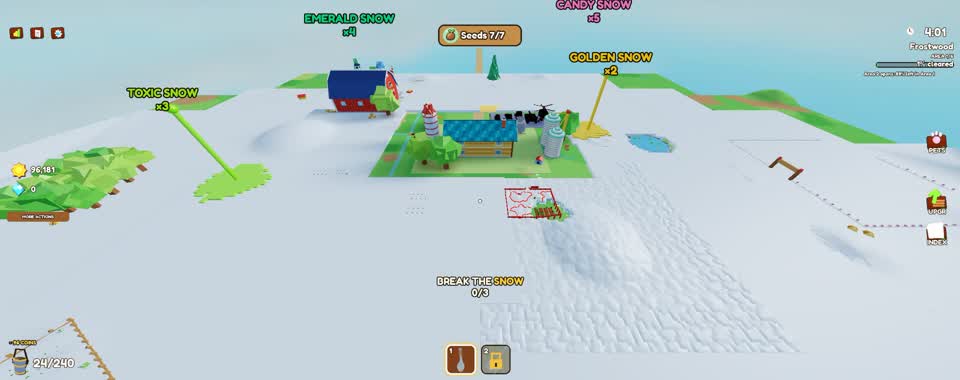 CANDY SNOW
x5
EMERALD SNOW
x4
Seeds 7/7
4:01
Frostwood
1% cleared
GOLDEN SNOW
x2
TOXIC SNOW
x3
96,181
0
MORE ACTIONS
PETS
UPGR
INDEX
BREAK THE SNOW
0/3
24/240
1
2